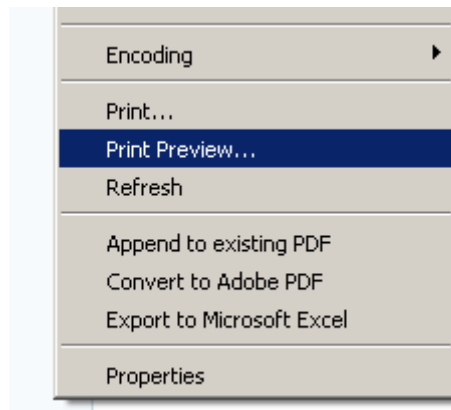 Encoding
Print...
Print Preview...
Refresh
Append to existing PDF
Convert to Adobe PDF
Export to Microsoft Excel
Properties